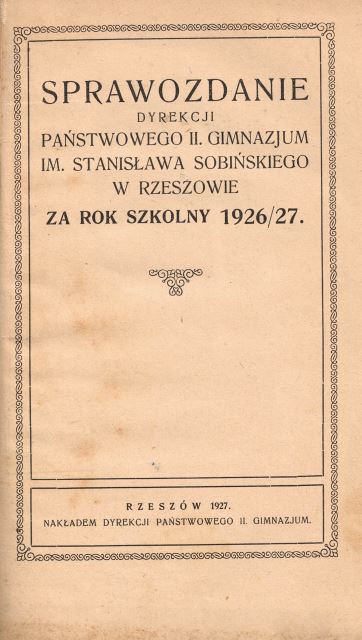 SPRAWOZDANIE
DYREKCJI
PAŃSTWOWEGO II. GIMNAZJUM
IM. STANISŁAWA SOBIŃSKIEGO
W RZESZOWIE
ZA ROK SZKOLNY 1926/27.
RZESZÓW 1927.
NAKŁADEM DYREKCJI PAŃSTWOWEGO II. GIMNAZJUM.